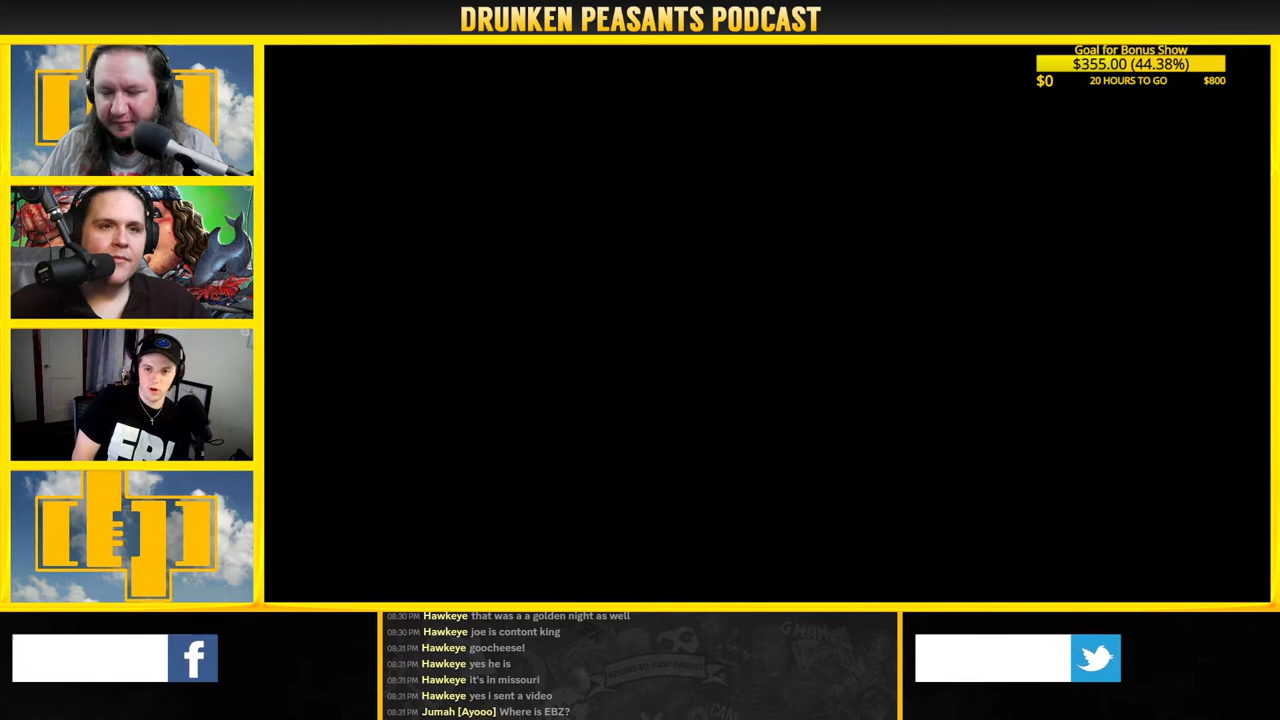 DRUNKEN PEASANTS PODCAST
Goal for Bonus Show
$355.00 (44.38%)
$0 20 HOURS TO GO $800
08:30 PM Hawkeye that was a a golden night as well
08:30 PM Hawkeye joe is contont king
08:31 PM Hawkeye goocheese!
08:31 PM Hawkeye yes he is
08:31 PM Hawkeye it's in missouri
08:31 PM Hawkeye yes i sent a video
08:31 PM Jumah [Ayooo] Where is EBZ?